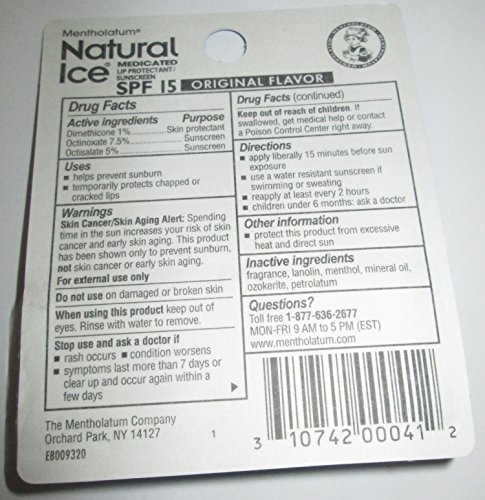 Mentholatum®
Natural
Ice® MEDICATED
LIP PROTECTANT/
SUNSCREEN
SPF 15 ORIGINAL FLAVOR
Drug Facts
Active ingredients Purpose
Dimethicone 1%..............Skin protectant
Octinoxate 7.5%....................Sunscreen
Octisalate 5%........................Sunscreen
Uses
■ helps prevent sunburn
■ temporarily protects chapped or
cracked lips
Warnings
Skin Cancer/Skin Aging Alert: Spending
time in the sun increases your risk of skin
cancer and early skin aging. This product
has been shown only to prevent sunburn,
not skin cancer or early skin aging.
For external use only
Do not use on damaged or broken skin
When using this product keep out of
eyes. Rinse with water to remove.
Stop use and ask a doctor if
■ rash occurs ■ condition worsens
■ symptoms last more than 7 days or
clear up and occur again within a
few days
Drug Facts (continued)
Keep out of reach of children. If
swallowed, get medical help or contact
a Poison Control Center right away.
Directions
■ apply liberally 15 minutes before sun
exposure
■ use a water resistant sunscreen if
swimming or sweating
■ reapply at least every 2 hours
■ children under 6 months: ask a doctor
Other information
■ protect this product from excessive
heat and direct sun
Inactive ingredients
fragrance, lanolin, menthol, mineral oil,
ozokerite, petrolatum
Questions?
Toll free 1-877-636-2677
MON-FRI 9 AM to 5 PM (EST)
www.mentholatum.com
The Mentholatum Company
Orchard Park, NY 14127
EB009320
1
3 10742 00041 2